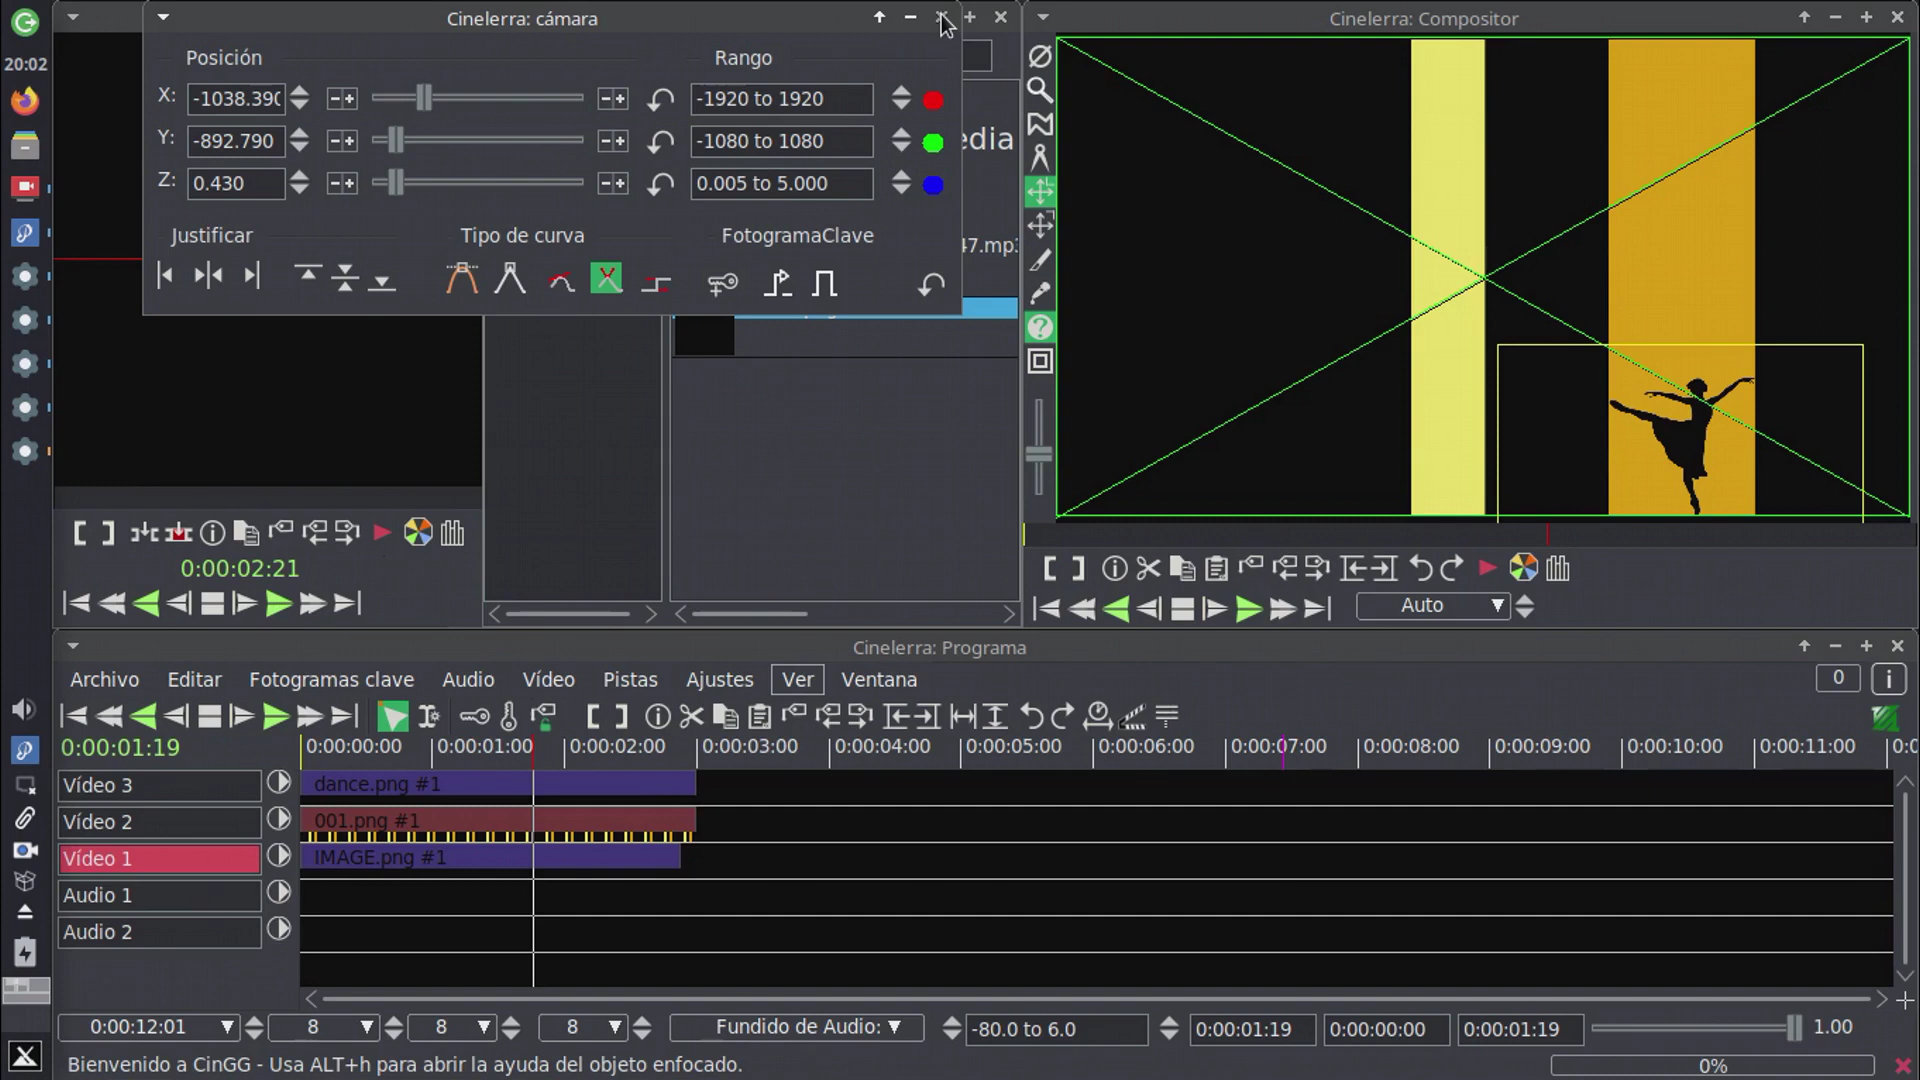 20:02
Cinelerra: cámara
Posición
Rango
X:
-1038.390
-1920 to 1920
Y:
-892.790
-1080 to 1080
Z:
0.430
0.005 to 5.000
Justificar
Tipo de curva
FotogramaClave
edia
47.mp3
0:00:02:21
Cinelerra: Compositor
Auto
Cinelerra: Programa
Archivo Editar Fotogramas clave Audio Vídeo Pistas Ajustes Ver Ventana
0
0:00:01:19
0:00:00:00 0:00:01:00 0:00:02:00 0:00:03:00 0:00:04:00 0:00:05:00 0:00:06:00 0:00:07:00 0:00:08:00 0:00:09:00 0:00:10:00 0:00:11:00 0:0
Vídeo 3
dance.png #1
Vídeo 2
001.png #1
Vídeo 1
IMAGE.png #1
Audio 1
Audio 2
0:00:12:01 8 8 8 Fundido de Audio: -80.0 to 6.0 0:00:01:19 0:00:00:00 0:00:01:19 1.00
Bienvenido a CinGG - Usa ALT+h para abrir la ayuda del objeto enfocado.
0%